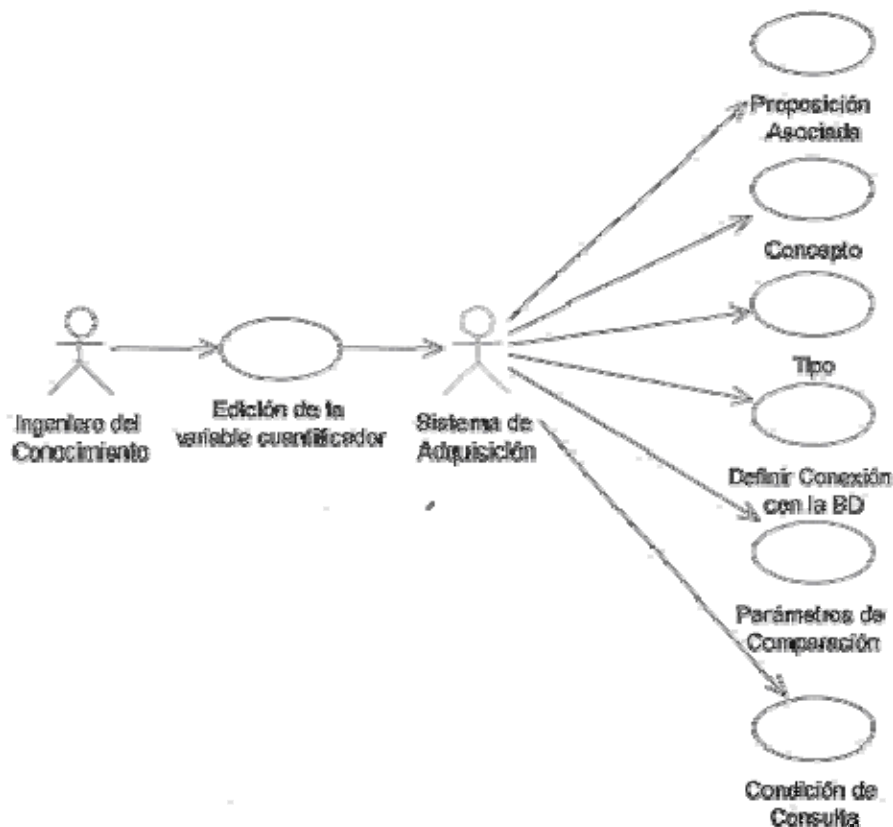 Proposición
Asociada
Concepto
Tipo
Ingeniero del
Conocimiento
Edición de la
variable cuantificador
Sistema de
Adquisición
Definir Conexión
con la BD
Parámetros de
Comparación
Condición de
Consulta